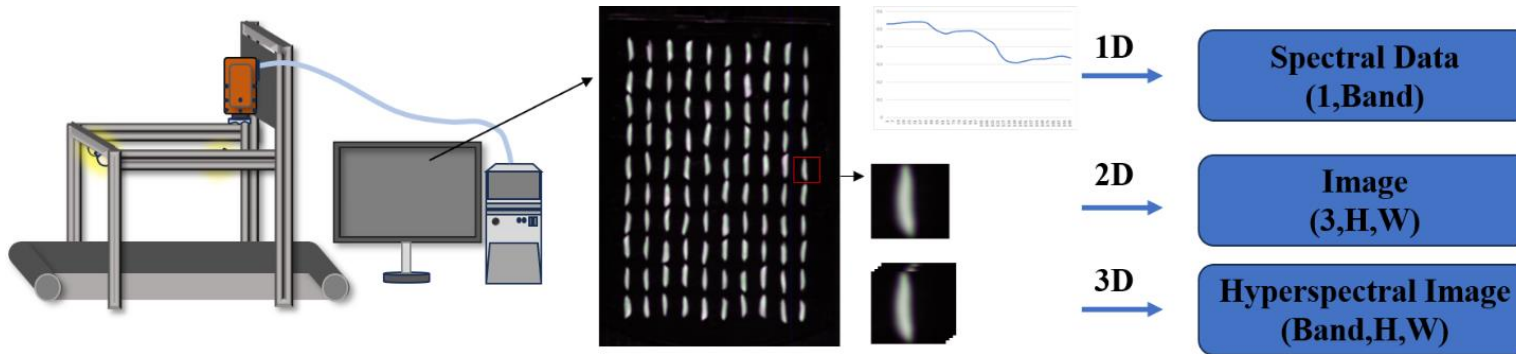 1D
Spectral Data
(1,Band)
2D
Image
(3,H,W)
3D
Hyperspectral Image
(Band,H,W)